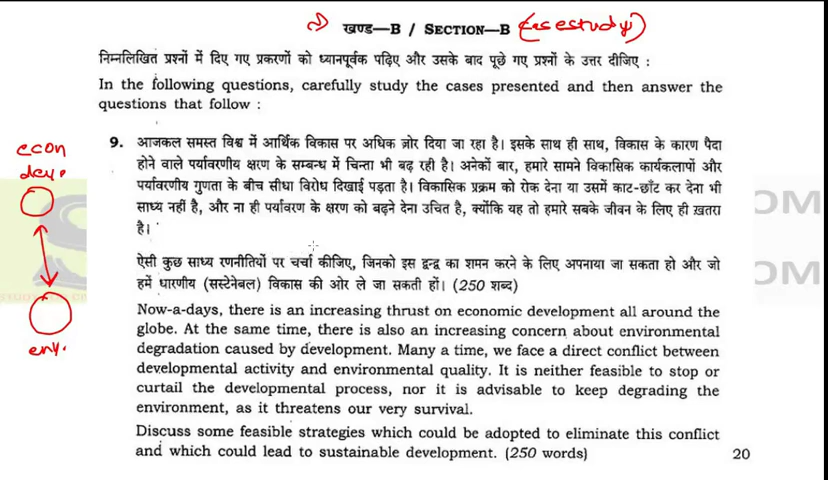 खण्ड—B / SECTION—B (Case study)
निम्नलिखित प्रश्नों में दिए गए प्रकरणों को ध्यानपूर्वक पढ़िए और उसके बाद पूछे गए प्रश्नों के उत्तर दीजिए :
In the following questions, carefully study the cases presented and then answer the
questions that follow :
9. आजकल समस्त विश्व में आर्थिक विकास पर अधिक ज़ोर दिया जा रहा है। इसके साथ ही साथ, विकास के कारण पैदा
होने वाले पर्यावरणीय क्षरण के सम्बन्ध में चिन्ता भी बढ़ रही है। अनेकों बार, हमारे सामने विकासिक कार्यकलापों और
पर्यावरणीय गुणता के बीच सीधा विरोध दिखाई पड़ता है। विकासिक प्रक्रम को रोक देना या उसमें काट-छाँट कर देना भी
साध्य नहीं है, और ना ही पर्यावरण के क्षरण को बढ़ने देना उचित है, क्योंकि यह तो हमारे सबके जीवन के लिए ही ख़तरा
है।
ऐसी कुछ साध्य रणनीतियों पर चर्चा कीजिए, जिनको इस द्वन्द्व का शमन करने के लिए अपनाया जा सकता हो और जो
हमें धारणीय (सस्टेनेबल) विकास की ओर ले जा सकती हों। (250 शब्द)
Now-a-days, there is an increasing thrust on economic development all around the
globe. At the same time, there is also an increasing concern about environmental
degradation caused by development. Many a time, we face a direct conflict between
developmental activity and environmental quality. It is neither feasible to stop or
curtail the developmental process, nor it is advisable to keep degrading the
environment, as it threatens our very survival.
Discuss some feasible strategies which could be adopted to eliminate this conflict
and which could lead to sustainable development. (250 words) 20
econ
dev.
env.
OM
OM